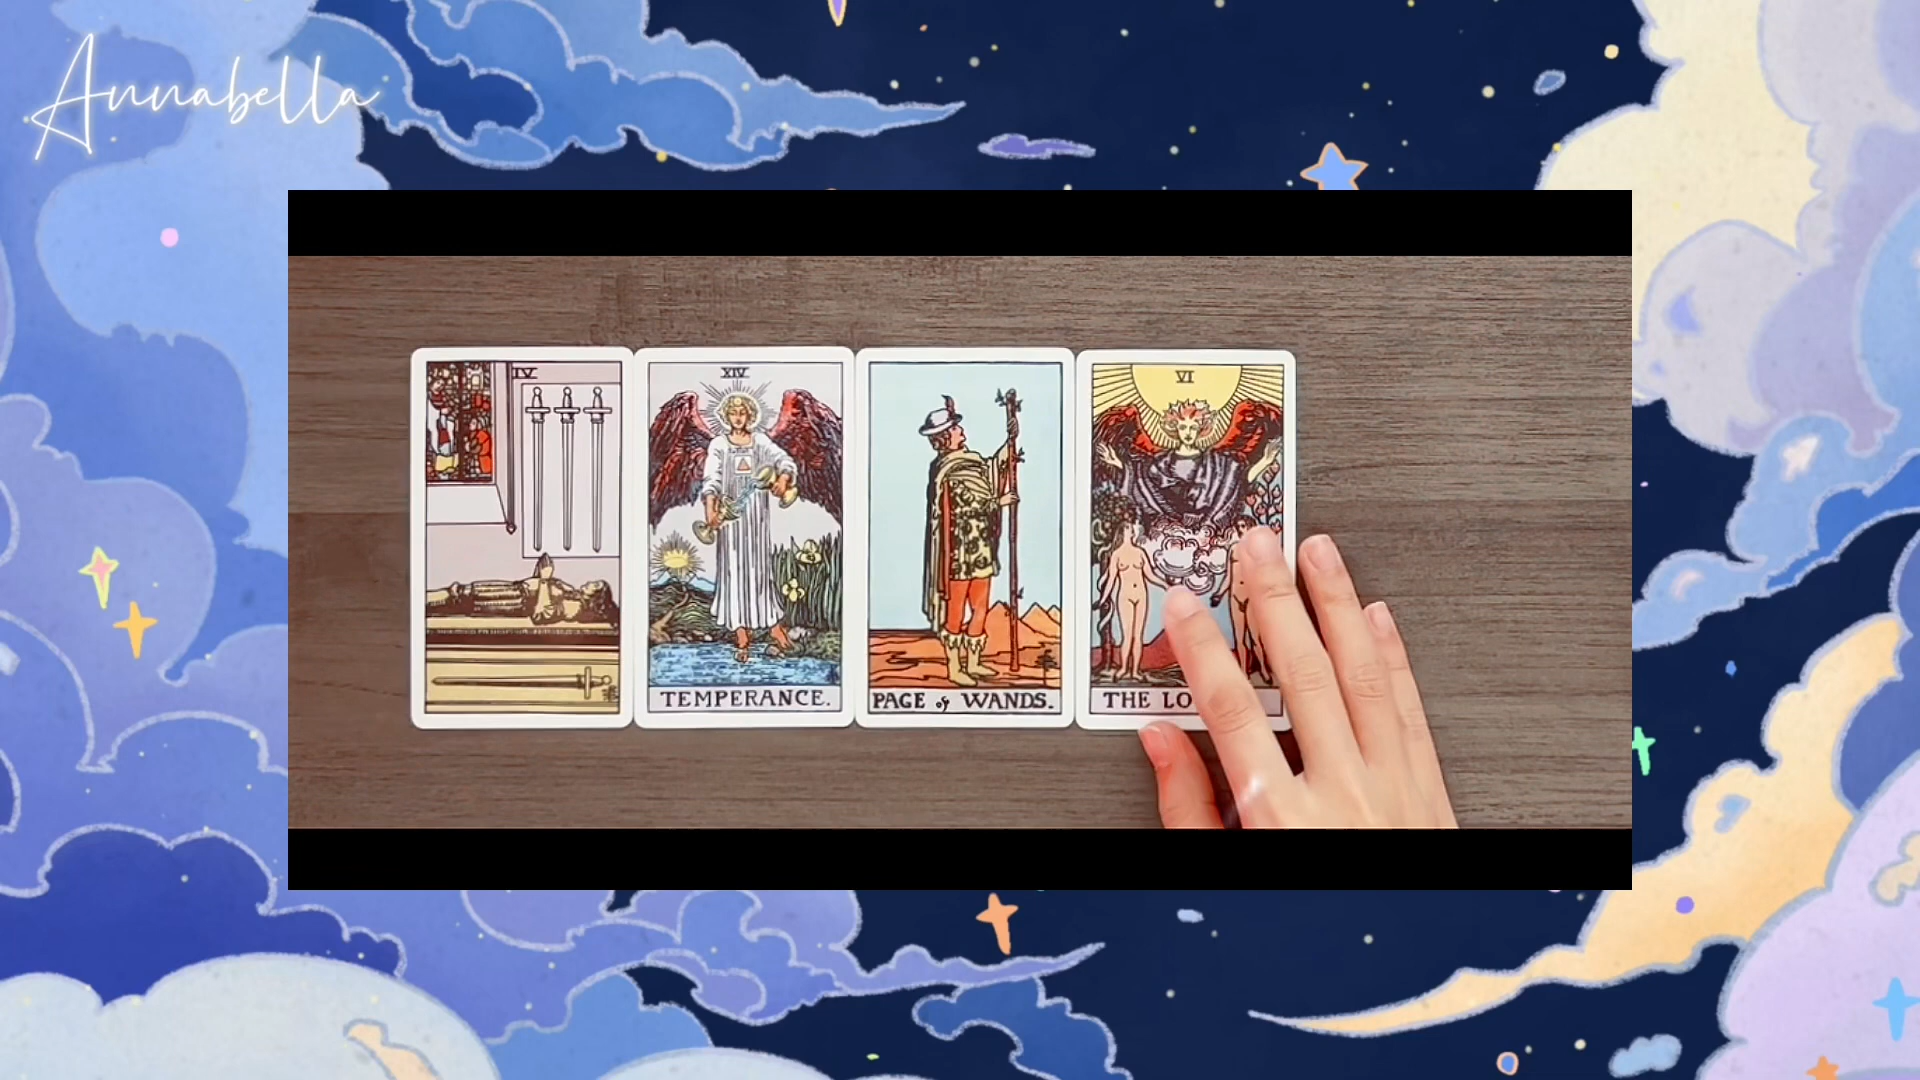 Annabella
IV
XIV
VI
TEMPERANCE.
PAGE of WANDS.
THE LO